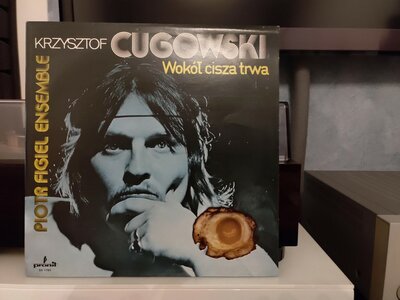 KRZYSZTOF CUGOWSKI
Wokół cisza trwa
PIOTR FIGIEL ENSEMBLE
pronit